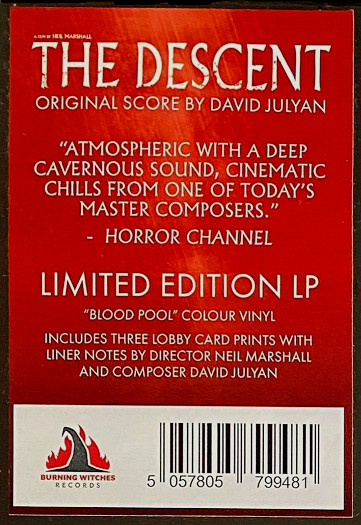 A FILM BY NEIL MARSHALL
THE DESCENT
ORIGINAL SCORE BY DAVID JULYAN
“ATMOSPHERIC WITH A DEEP
CAVERNOUS SOUND, CINEMATIC
CHILLS FROM ONE OF TODAY’S
MASTER COMPOSERS.”
- HORROR CHANNEL
LIMITED EDITION LP
“BLOOD POOL” COLOUR VINYL
INCLUDES THREE LOBBY CARD PRINTS WITH
LINER NOTES BY DIRECTOR NEIL MARSHALL
AND COMPOSER DAVID JULYAN
BURNING WITCHES
RECORDS
5 057805 799481